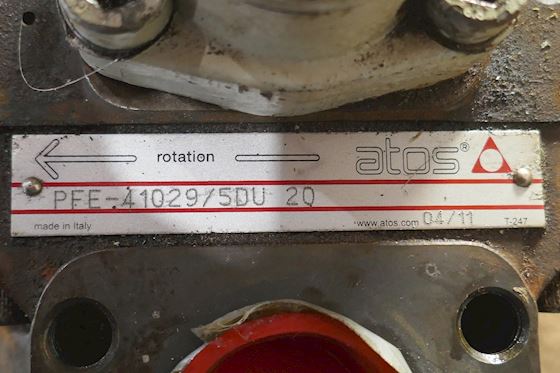 rotation atos®
PFE-41029/5DU 20
made in Italy www.atos.com 04/11 T-247